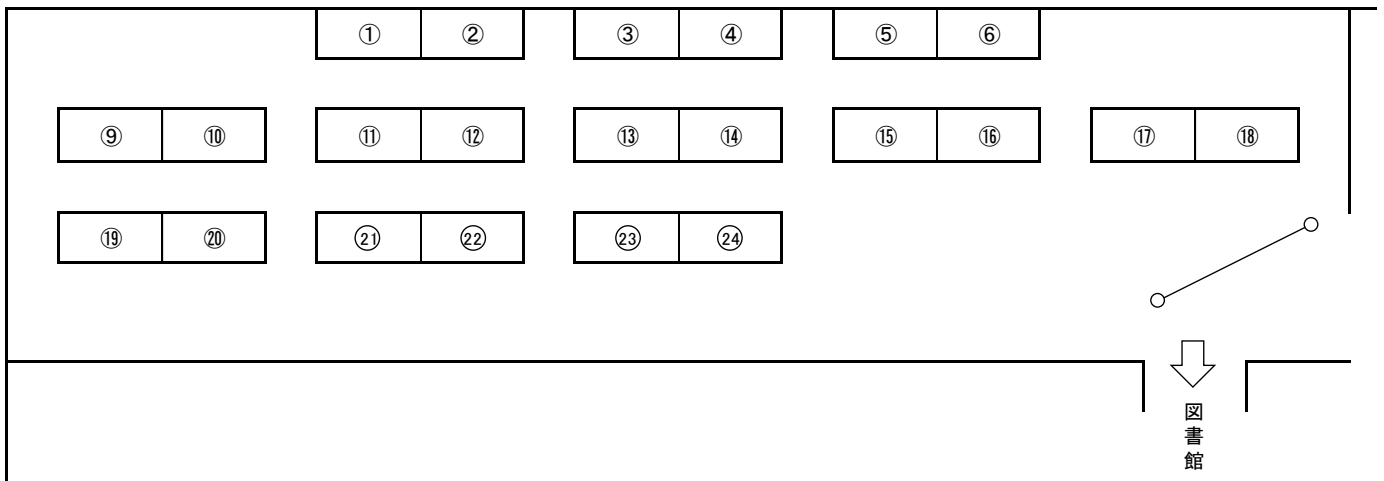 ① ② ③ ④ ⑤ ⑥
⑨ ⑩ ⑪ ⑫ ⑬ ⑭ ⑮ ⑯ ⑰ ⑱
⑲ ⑳ ㉑ ㉒ ㉓ ㉔
図書館